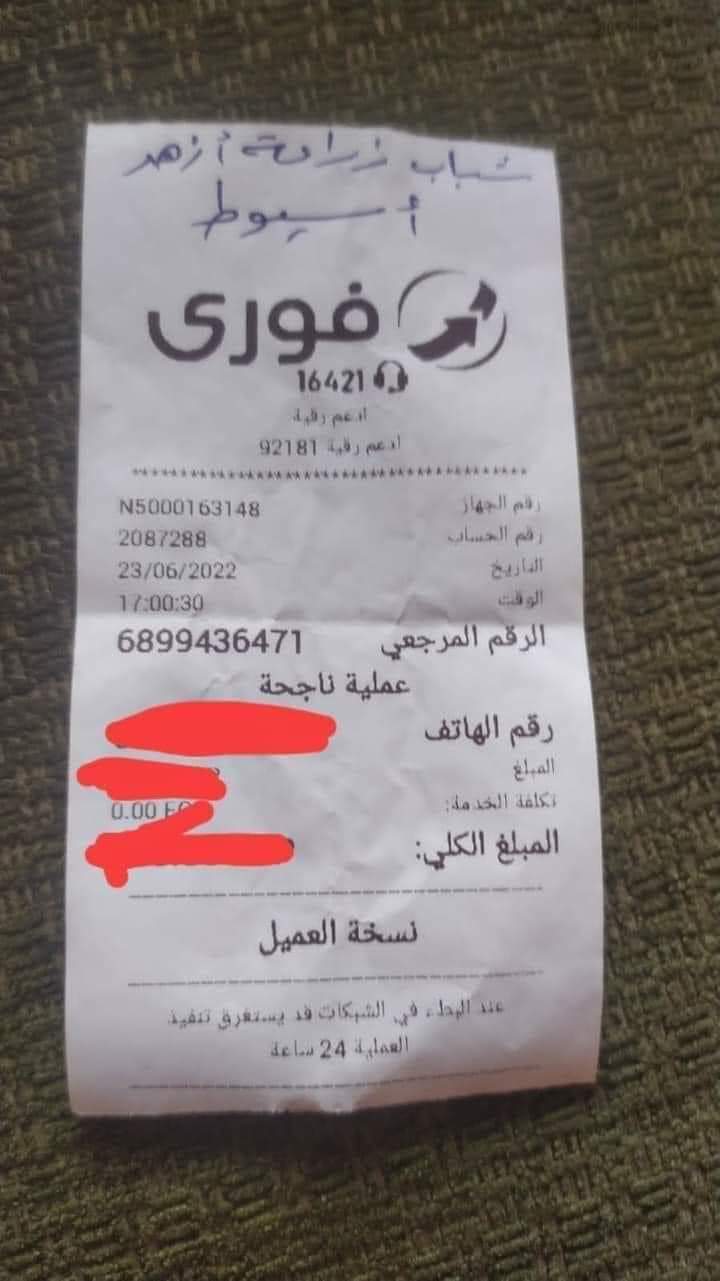 شباب زراعة أزهر
أسيوط
فورى
16421
ادعم رقية
ادعم رقية 92181
******************************************
رقم الجهاز N5000163148
رقم الحساب 2087288
التاريخ 23/06/2022
الوقت 17:00:30
الرقم المرجعي 6899436471
عملية ناجحة
رقم الهاتف
المبلغ
تكلفة الخدمة: 0.00
المبلغ الكلي:
نسخة العميل
عند البطء في الشبكات قد يستغرق تنفيذ
العملية 24 ساعة